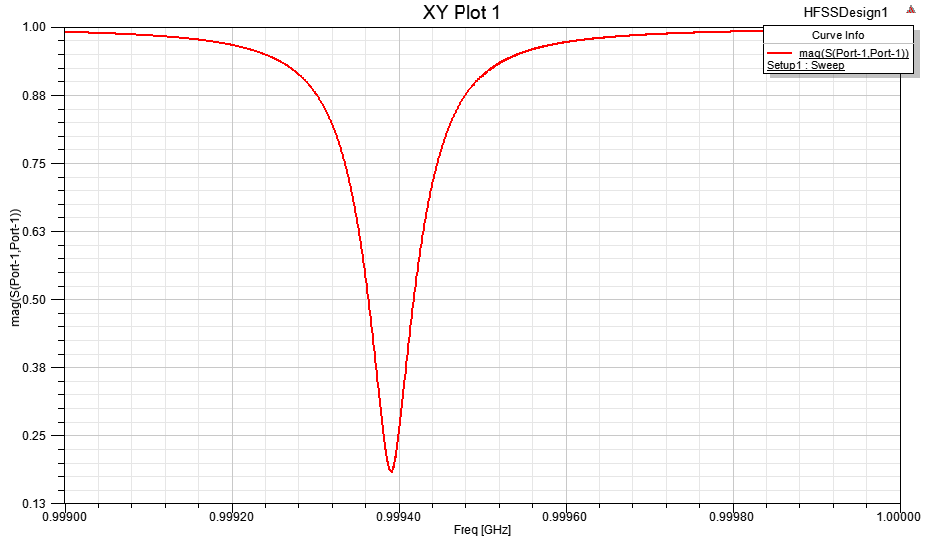 XY Plot 1
HFSSDesign1
Curve Info
mag(S(Port-1,Port-1))
Setup1 : Sweep
1.00
0.88
0.75
0.63
0.50
0.38
0.25
0.13
mag(S(Port-1,Port-1))
0.99900
0.99920
0.99940
0.99960
0.99980
1.00000
Freq [GHz]